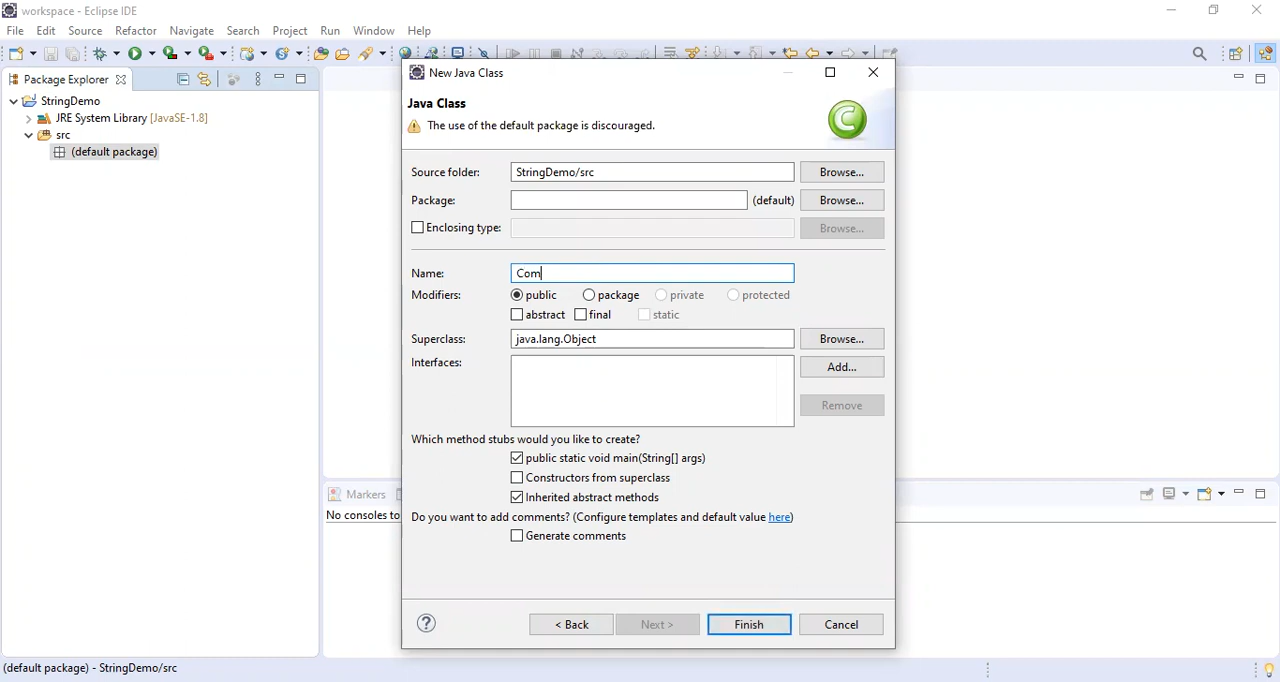 workspace - Eclipse IDE
File Edit Source Refactor Navigate Search Project Run Window Help
Package Explorer
StringDemo
JRE System Library [JavaSE-1.8]
src
(default package)
New Java Class
Java Class
The use of the default package is discouraged.
Source folder: StringDemo/src Browse...
Package: (default) Browse...
Enclosing type: Browse...
Name: Com
Modifiers: public package private protected
abstract final static
Superclass: java.lang.Object Browse...
Interfaces: Add...
Remove
Which method stubs would you like to create?
public static void main(String[] args)
Constructors from superclass
Inherited abstract methods
Do you want to add comments? (Configure templates and default value here)
Generate comments
< Back Next > Finish Cancel
Markers
No consoles to
(default package) - StringDemo/src